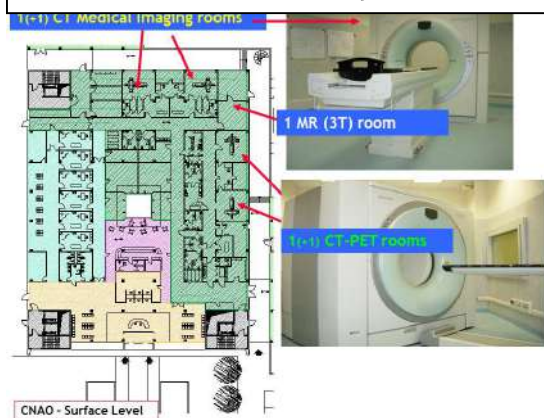 1(+1) CT Medical Imaging rooms
1 MR (3T) room
1(+1) CT-PET rooms
CNAO - Surface Level